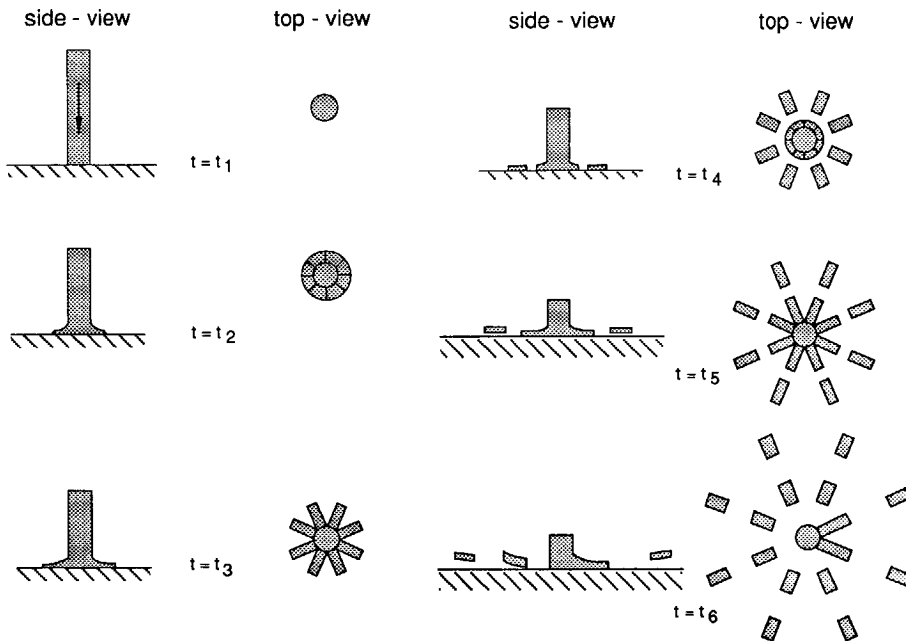 side - view top - view side - view top - view
t = t1
t = t4
t = t2
t = t5
t = t3
t = t6